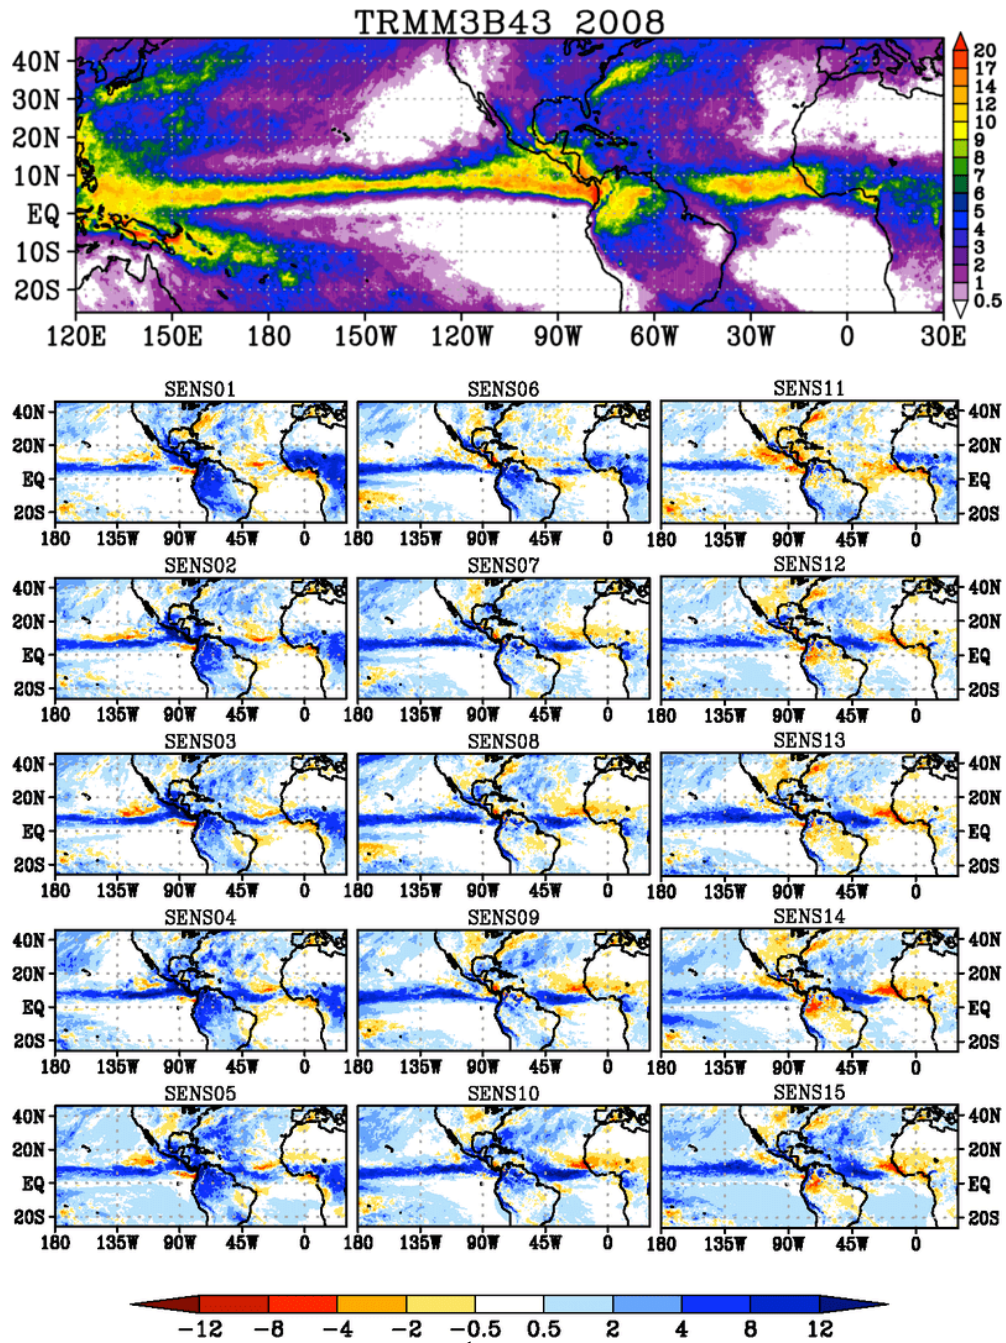 TRMM3B43 2008
40N
30N
20N
10N
EQ
10S
20S
120E 150E 180 150W 120W 90W 60W 30W 0 30E
20
17
14
12
10
9
8
7
6
5
4
3
2
1
0.5
SENS01 SENS06 SENS11
40N 40N
20N 20N
EQ EQ
20S 20S
180 135W 90W 45W 0 180 135W 90W 45W 0 180 135W 90W 45W 0
SENS02 SENS07 SENS12
40N 40N
20N 20N
EQ EQ
20S 20S
180 135W 90W 45W 0 180 135W 90W 45W 0 180 135W 90W 45W 0
SENS03 SENS08 SENS13
40N 40N
20N 20N
EQ EQ
20S 20S
180 135W 90W 45W 0 180 135W 90W 45W 0 180 135W 90W 45W 0
SENS04 SENS09 SENS14
40N 40N
20N 20N
EQ EQ
20S 20S
180 135W 90W 45W 0 180 135W 90W 45W 0 180 135W 90W 45W 0
SENS05 SENS10 SENS15
40N 40N
20N 20N
EQ EQ
20S 20S
180 135W 90W 45W 0 180 135W 90W 45W 0 180 135W 90W 45W 0
-12 -8 -4 -2 -0.5 0.5 2 4 8 12